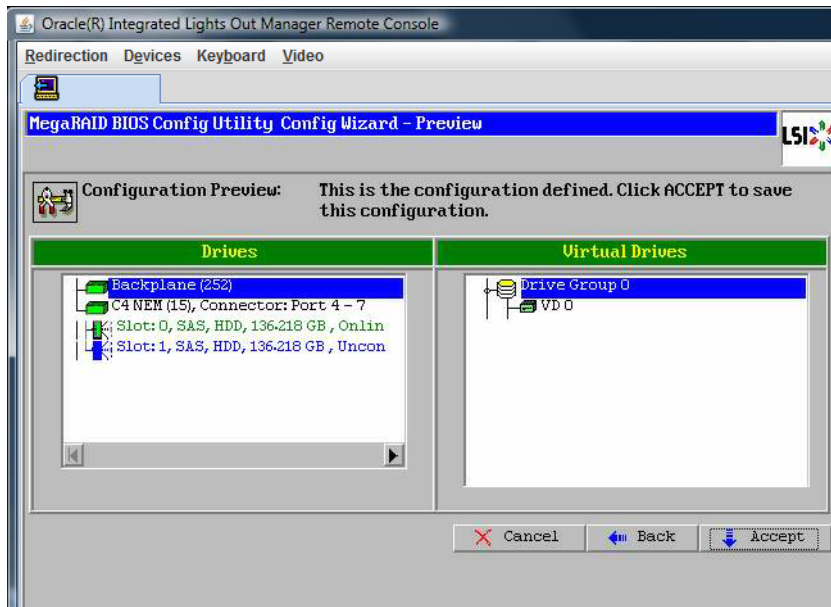 Oracle(R) Integrated Lights Out Manager Remote Console
Redirection Devices Keyboard Video
MegaRAID BIOS Config Utility Config Wizard – Preview
LSI
Configuration Preview: This is the configuration defined. Click ACCEPT to save
this configuration.
Drives
Backplane (252)
C4 NEM (15), Connector: Port 4 – 7
Slot: 0, SAS, HDD, 136.218 GB , Onlin
Slot: 1, SAS, HDD, 136.218 GB , Uncon
Virtual Drives
Drive Group 0
VD 0
Cancel Back Accept